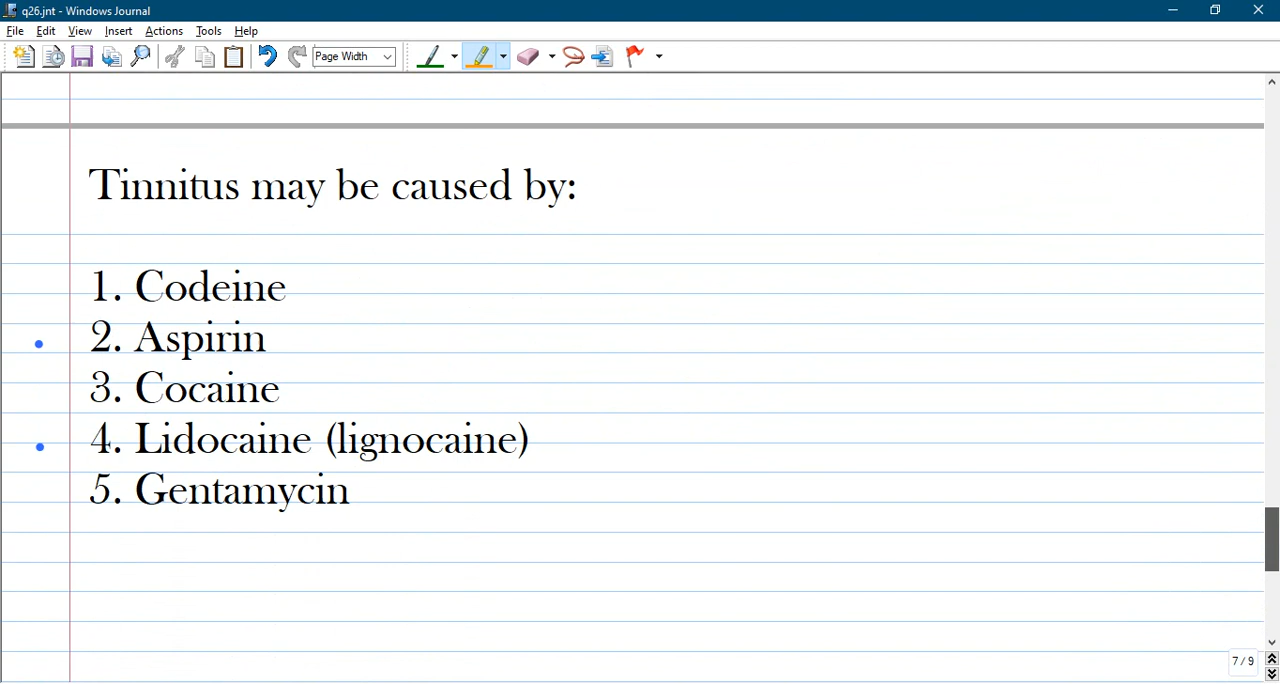 q26.jnt - Windows Journal
File Edit View Insert Actions Tools Help
Page Width
Tinnitus may be caused by:
1. Codeine
2. Aspirin
3. Cocaine
4. Lidocaine (lignocaine)
5. Gentamycin
7 / 9